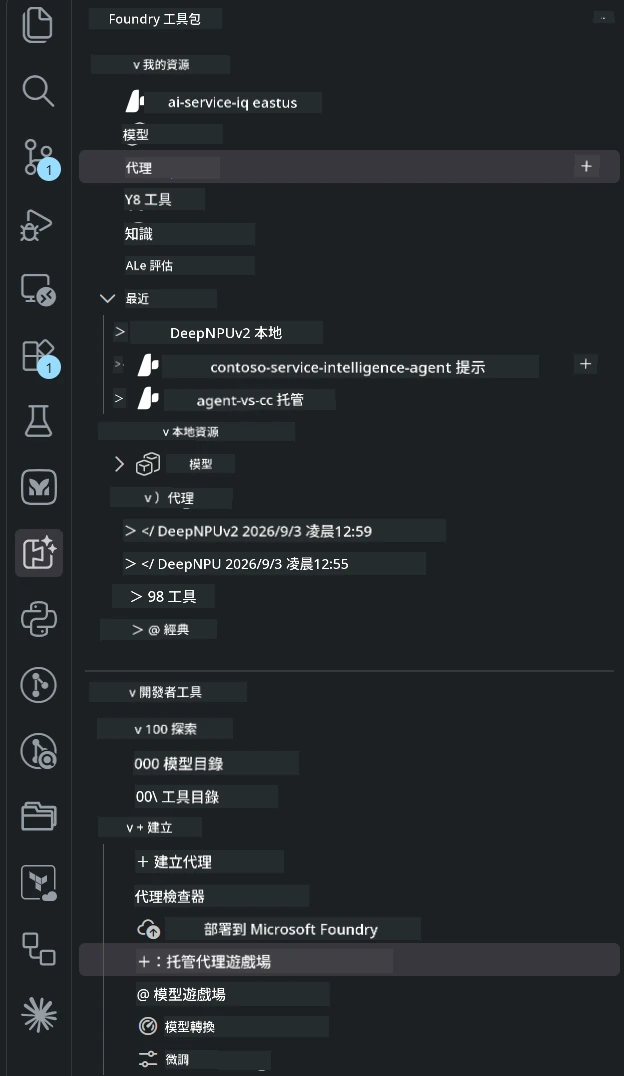 Foundry 工具包
v 我的資源
ai-service-iq eastus
模型
代理
Y8 工具
知識
ALe 評估
最近
> DeepNPUv2 本地
> contoso-service-intelligence-agent 提示
> agent-vs-cc 托管
v 本地資源
模型
v ) 代理
> </ DeepNPUv2 2026/9/3 凌晨12:59
> </ DeepNPU 2026/9/3 凌晨12:55
> 98 工具
> @ 經典
v 開發者工具
v 100 探索
000 模型目錄
00\ 工具目錄
v + 建立
+ 建立代理
代理檢查器
部署到 Microsoft Foundry
+：托管代理遊戲場
@ 模型遊戲場
模型轉換
微調
1
1